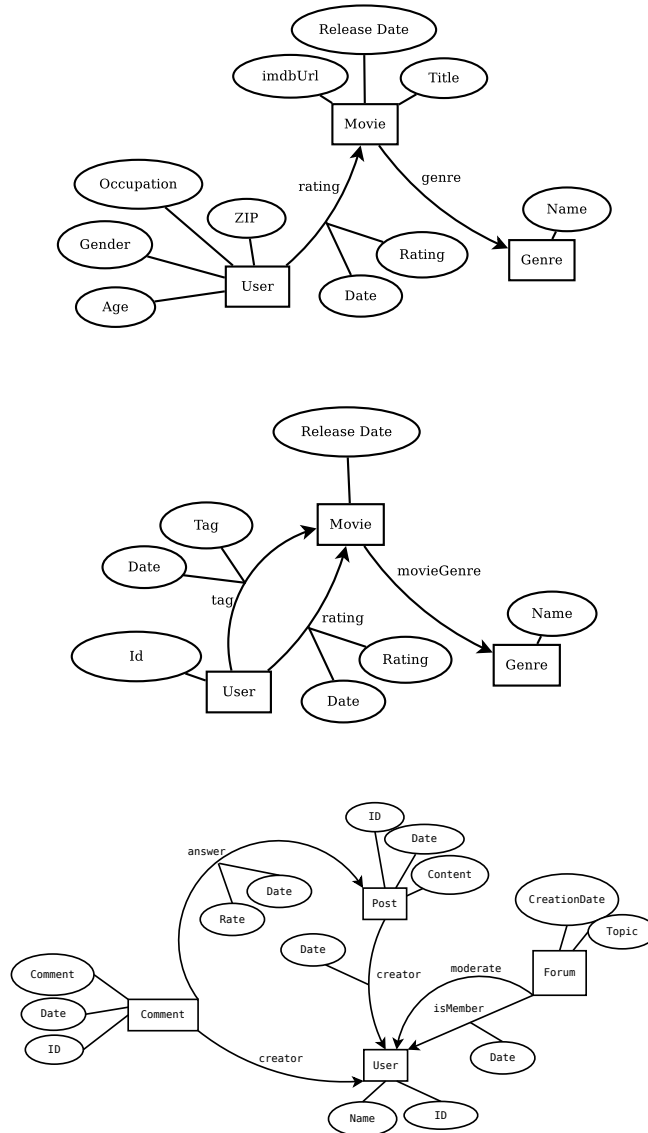 Release Date
imdbUrl
Title
Movie
genre
rating
Occupation
ZIP
Name
Gender
Rating
Genre
User
Date
Age
Release Date
Movie
Tag
Date
movieGenre
tag
rating
Name
Id
Rating
Genre
User
Date
ID
Date
answer
Content
Date
Post
CreationDate
Rate
Topic
Date
creator
moderate
Forum
Comment
isMember
Date
Comment
ID
creator
User
Date
Name
ID